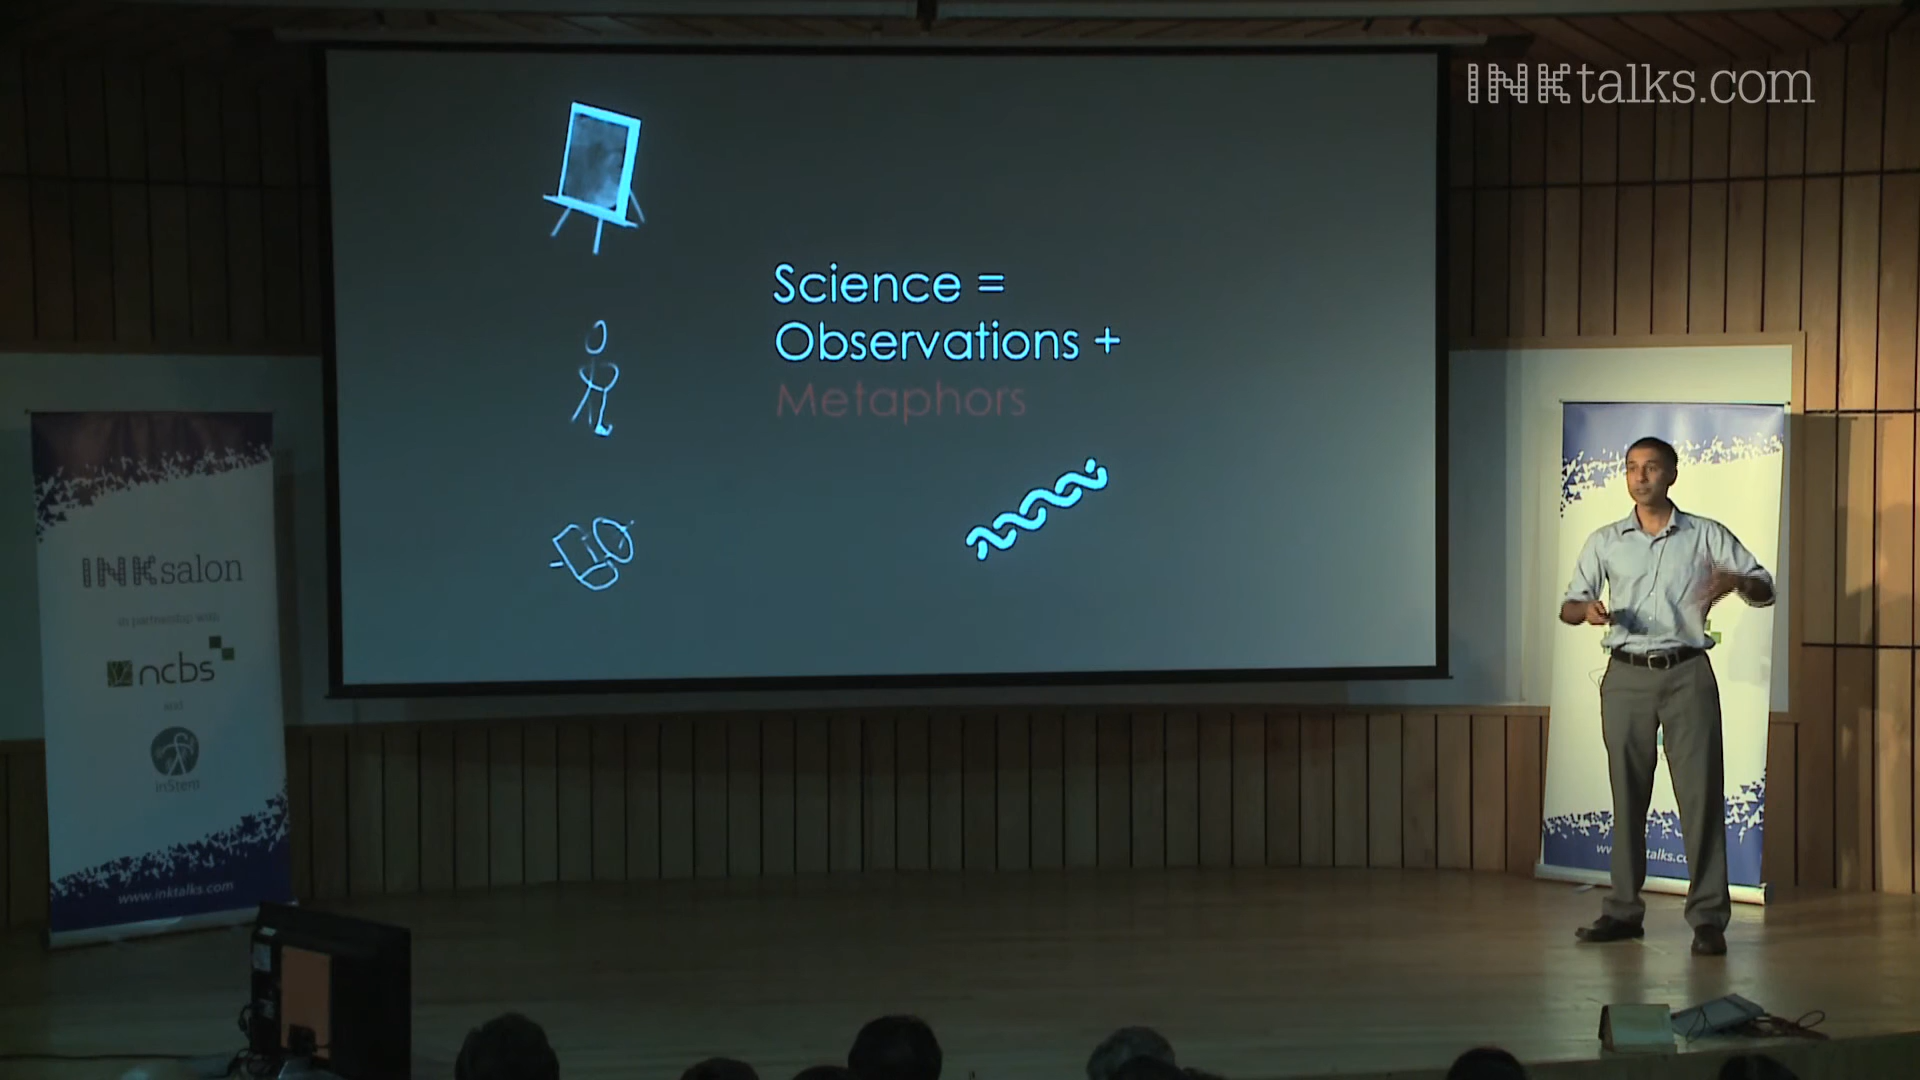 INKtalks.com
Science =
Observations +
Metaphors
INKsalon
in partnership with
ncbs
and
inStem
www.inktalks.com